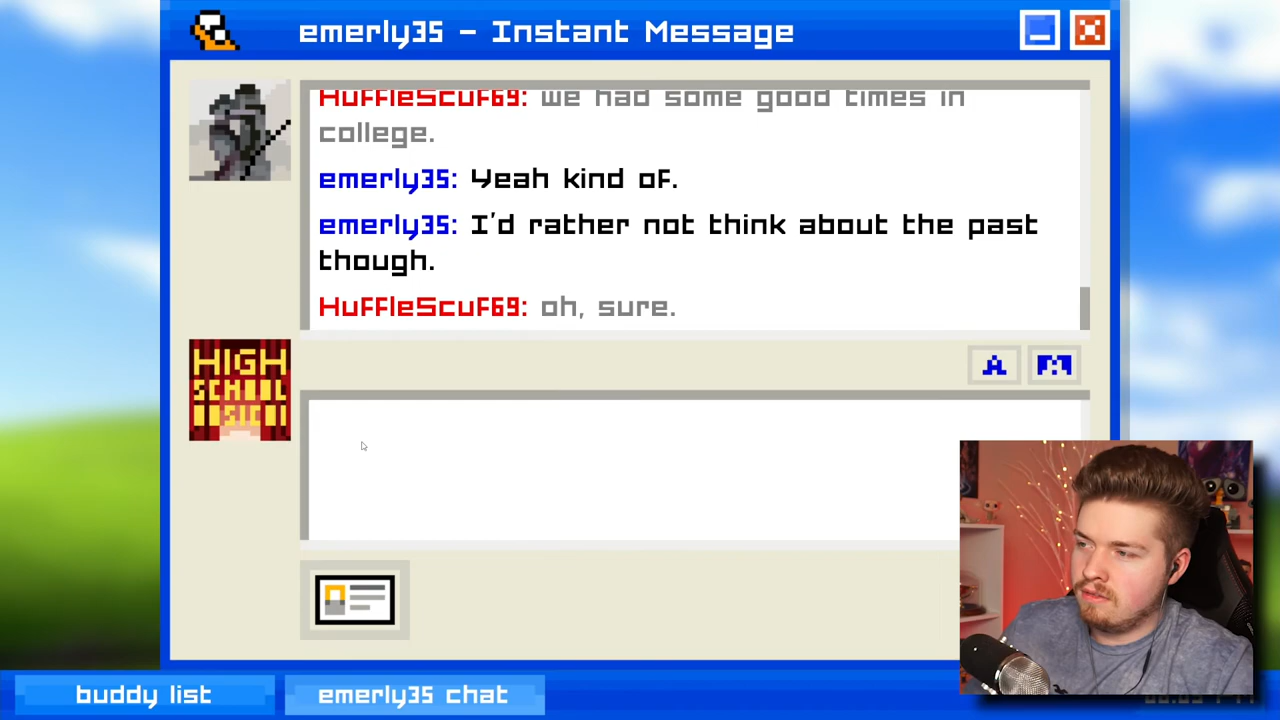 emerly35 - Instant Message
HuffleScuf69: we had some good times in
college.
emerly35: Yeah kind of.
emerly35: I'd rather not think about the past
though.
HuffleScuf69: oh, sure.
A
HIGH
SCHOOL
buddy list
emerly35 chat